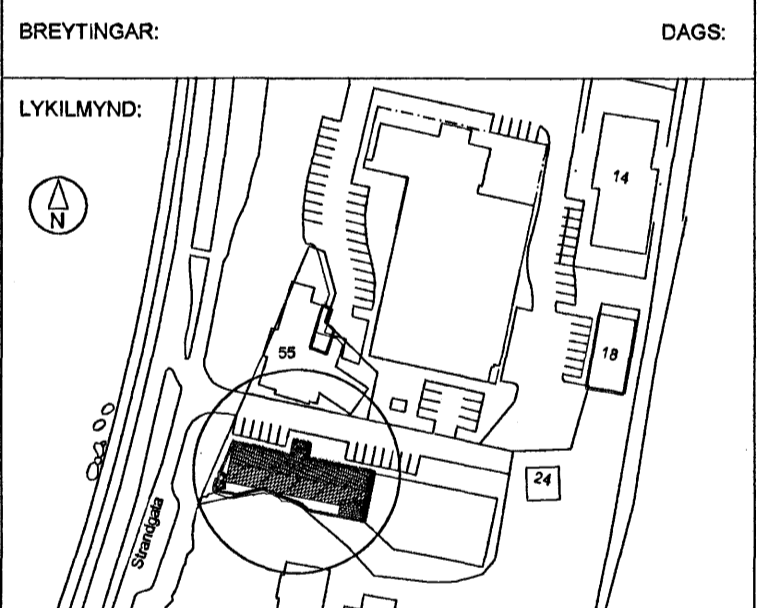 BREYTINGAR:
DAGS:
LYKILMYND:
N
14
55
18
24
Strandgata